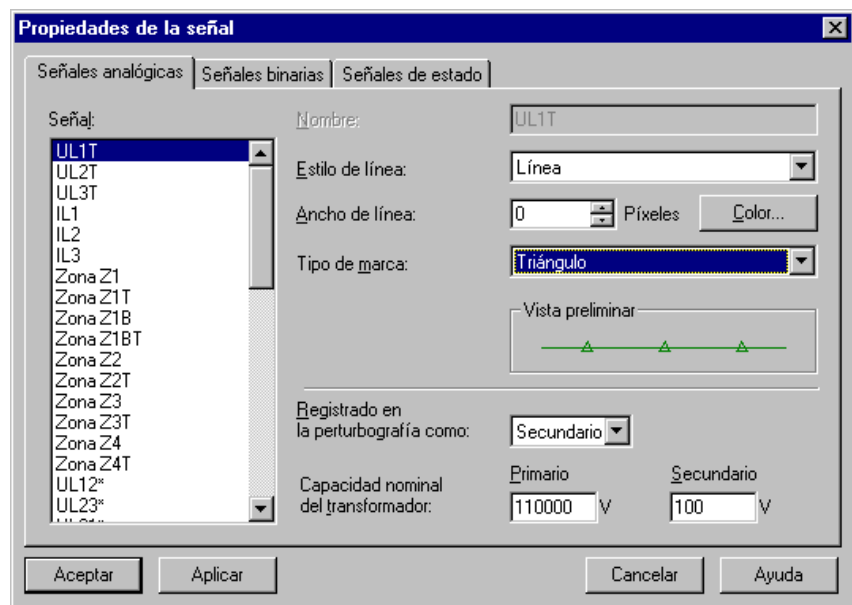 Propiedades de la señal
Señales analógicas Señales binarias Señales de estado
Señal:
UL1T
UL2T
UL3T
IL1
IL2
IL3
Zona Z1
Zona Z1T
Zona Z1B
Zona Z1BT
Zona Z2
Zona Z2T
Zona Z3
Zona Z3T
Zona Z4
Zona Z4T
UL12*
UL23*
Nombre: UL1T
Estilo de línea: Línea
Ancho de línea: 0 Píxeles Color...
Tipo de marca: Triángulo
Vista preliminar
Registrado en
la perturbografía como: Secundario
Primario Secundario
Capacidad nominal
del transformador: 110000 V 100 V
Aceptar Aplicar Cancelar Ayuda